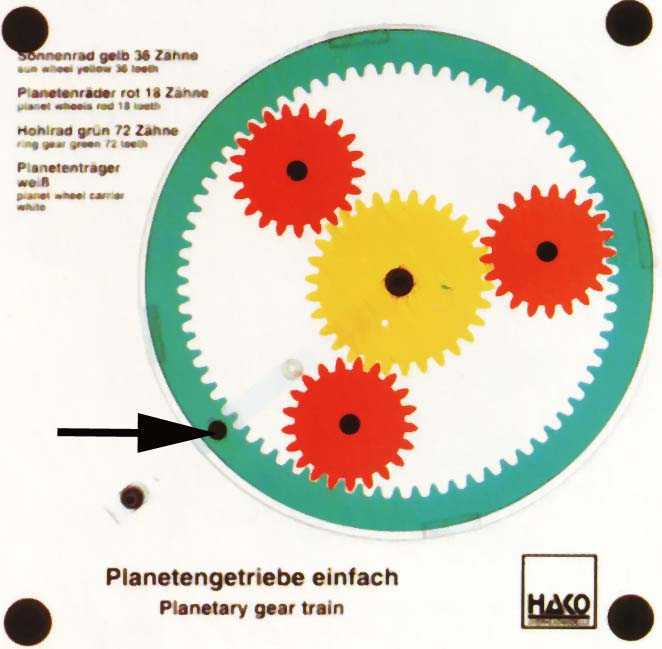 Sonnenrad gelb 36 Zähne
sun wheel yellow 36 teeth
Planetenräder rot 18 Zähne
planet wheels red 18 teeth
Hohlrad grün 72 Zähne
ring gear green 72 teeth
Planetenträger
weiß
planet wheel carrier
white
Planetengetriebe einfach
Planetary gear train
HAKO